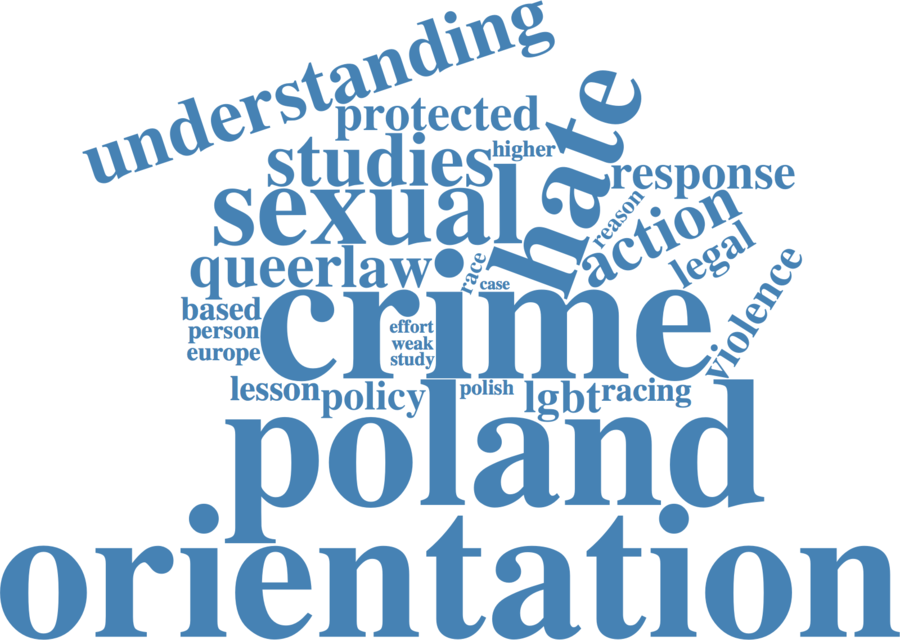 understanding
protected
hate
studies
higher
response
sexual
reason
action
legal
queerlaw
race
case
violence
crime
based
person
europe
effort
weak
study
lesson
policy
polish
lgbt
racing
poland
orientation